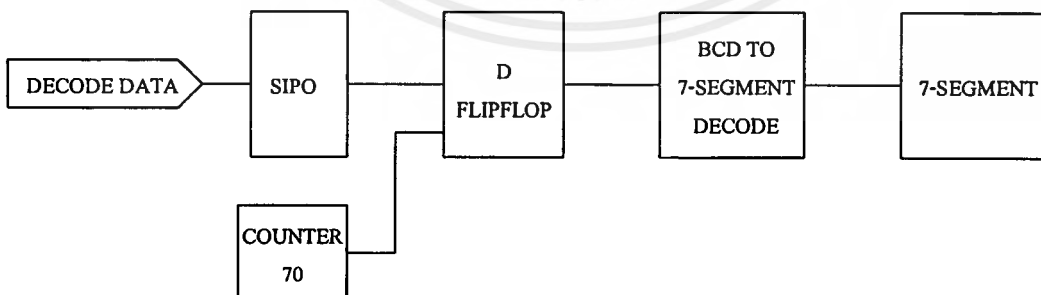 DECODE DATA
SIPO
D
FLIPFLOP
BCD TO
7-SEGMENT
DECODE
7-SEGMENT
COUNTER
70